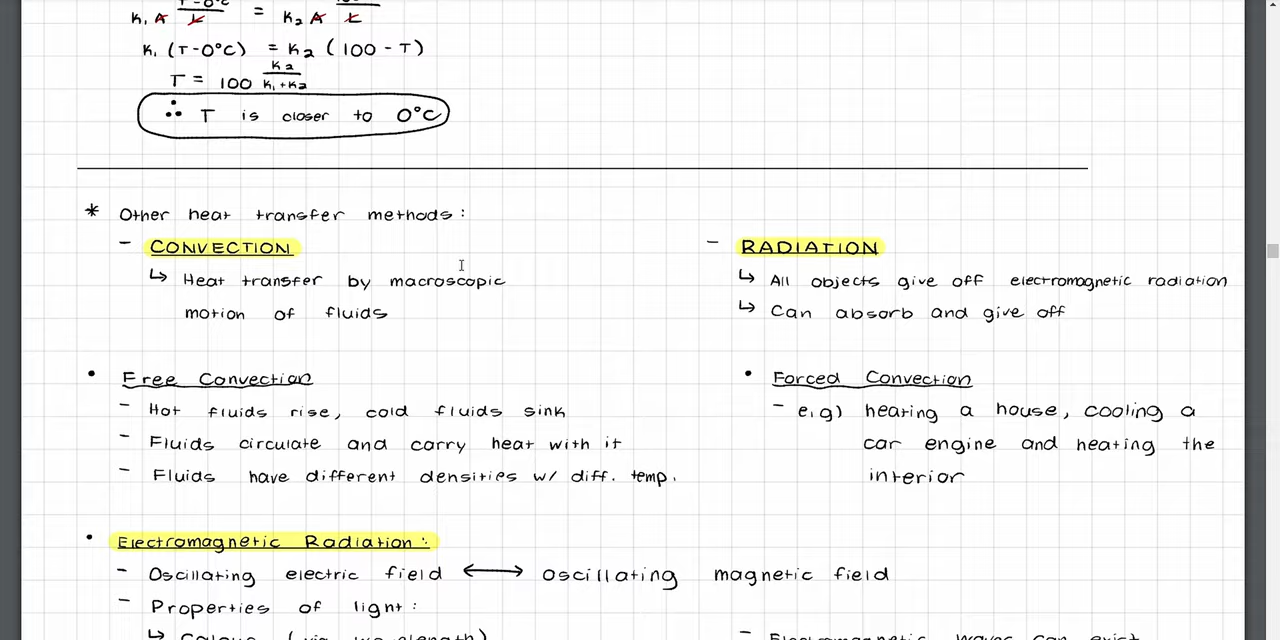 K₁ A = K₂ A
K₁ (T-0°C) = K₂ (100 - T)
T = 100 K₂ / K₁+K₂
∴ T is closer to 0°C
* Other heat transfer methods:
- CONVECTION
↳ Heat transfer by macroscopic
motion of fluids
- RADIATION
↳ All objects give off electromagnetic radiation
↳ Can absorb and give off
• Free Convection
- Hot fluids rise, cold fluids sink
- Fluids circulate and carry heat with it
- Fluids have different densities w/ diff. temp.
• Forced Convection
- e.g) hearing a house, cooling a
car engine and heating the
interior
• Electromagnetic Radiation:
- Oscillating electric field ⟷ oscillating magnetic field
- Properties of light: